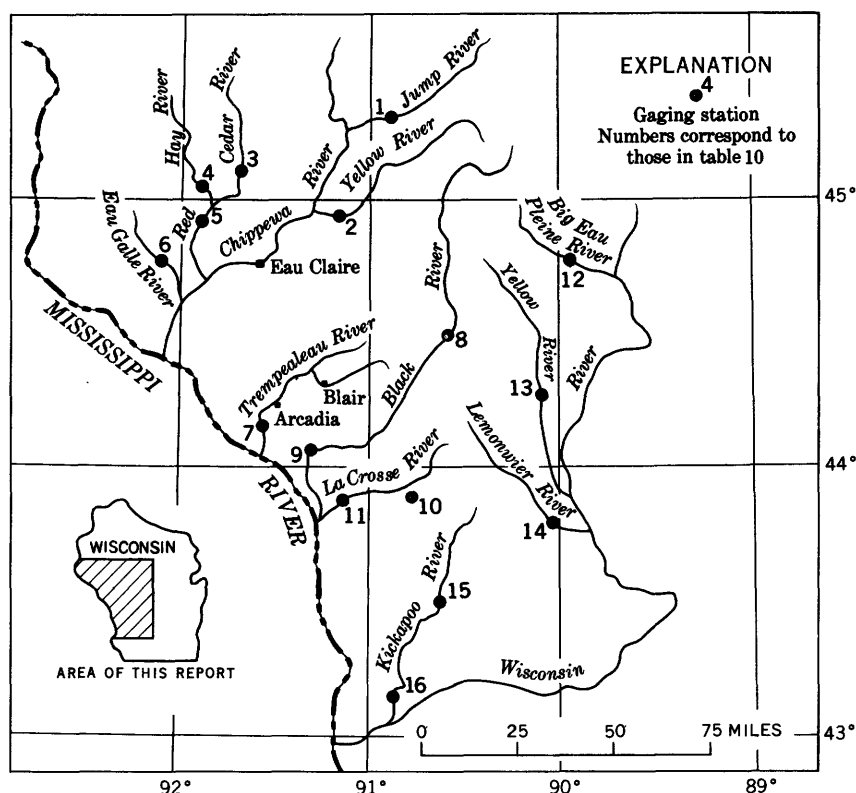 EXPLANATION
4
Gaging station
Numbers correspond to
those in table 10
Hay River
Cedar River
Jump River
1
Yellow River
River
3
4
5
2
Red
Chippewa
Eau Galle River
6
Eau Claire
45°
Big Eau
Pleine River
12
Yellow River
River
8
Black River
Trempealeau River
Blair
Arcadia
7
9
13
MISSISSIPPI RIVER
44°
La Crosse River
11
10
Lemonwier River
14
WISCONSIN
AREA OF THIS REPORT
Kickapoo River
15
16
Wisconsin
0 25 50 75 MILES
43°
92° 91° 90° 89°